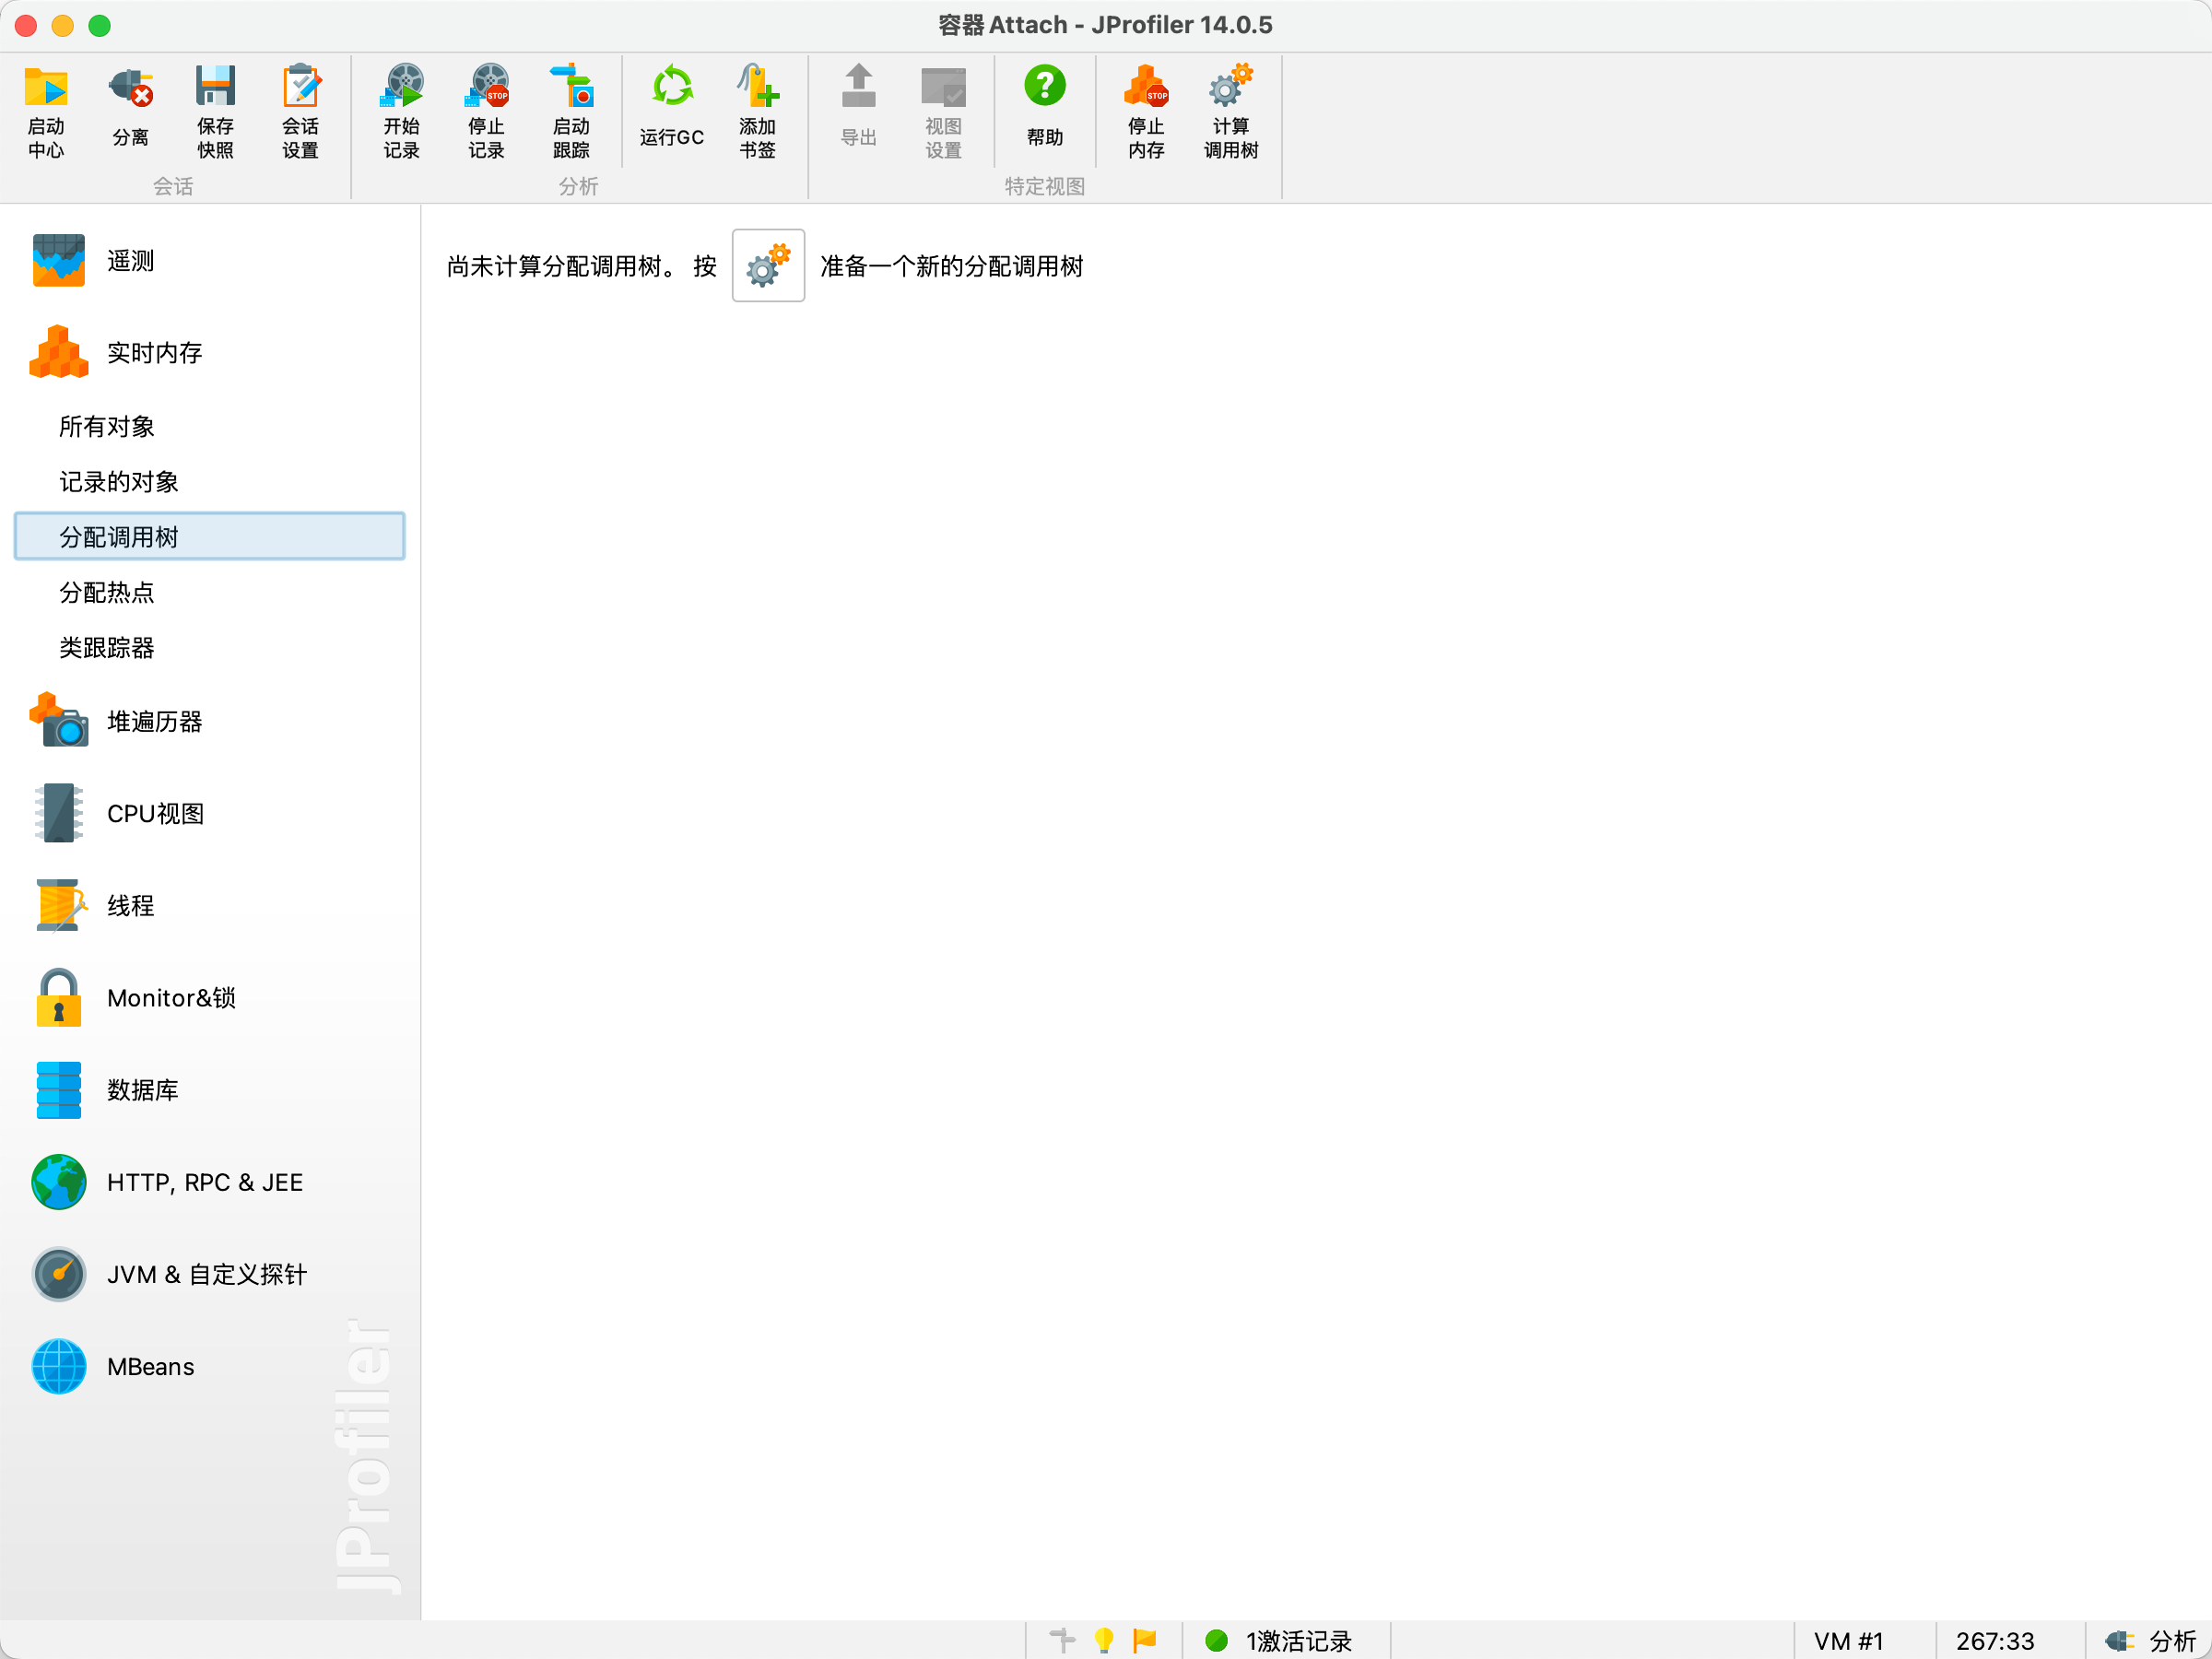 容器 Attach - JProfiler 14.0.5
启动
中心
分离
保存
快照
会话
设置
会话
开始
记录
停止
记录
启动
跟踪
运行GC
添加
书签
分析
导出
视图
设置
帮助
特定视图
停止
内存
计算
调用树
STOP
STOP
遥测
实时内存
所有对象
记录的对象
分配调用树
分配热点
类跟踪器
堆遍历器
CPU视图
线程
Monitor&锁
数据库
HTTP, RPC & JEE
JVM & 自定义探针
MBeans
JProfiler
尚未计算分配调用树。 按 准备一个新的分配调用树
1激活记录
VM #1
267:33
分析